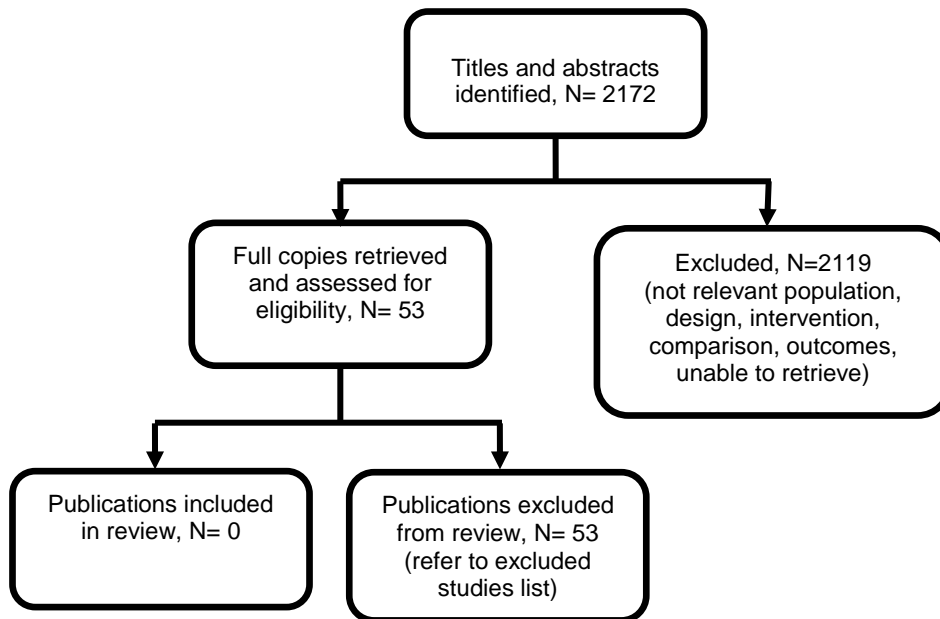 Titles and abstracts
identified, N= 2172
Full copies retrieved
and assessed for
eligibility, N= 53
Excluded, N=2119
(not relevant population,
design, intervention,
comparison, outcomes,
unable to retrieve)
Publications included
in review, N= 0
Publications excluded
from review, N= 53
(refer to excluded
studies list)